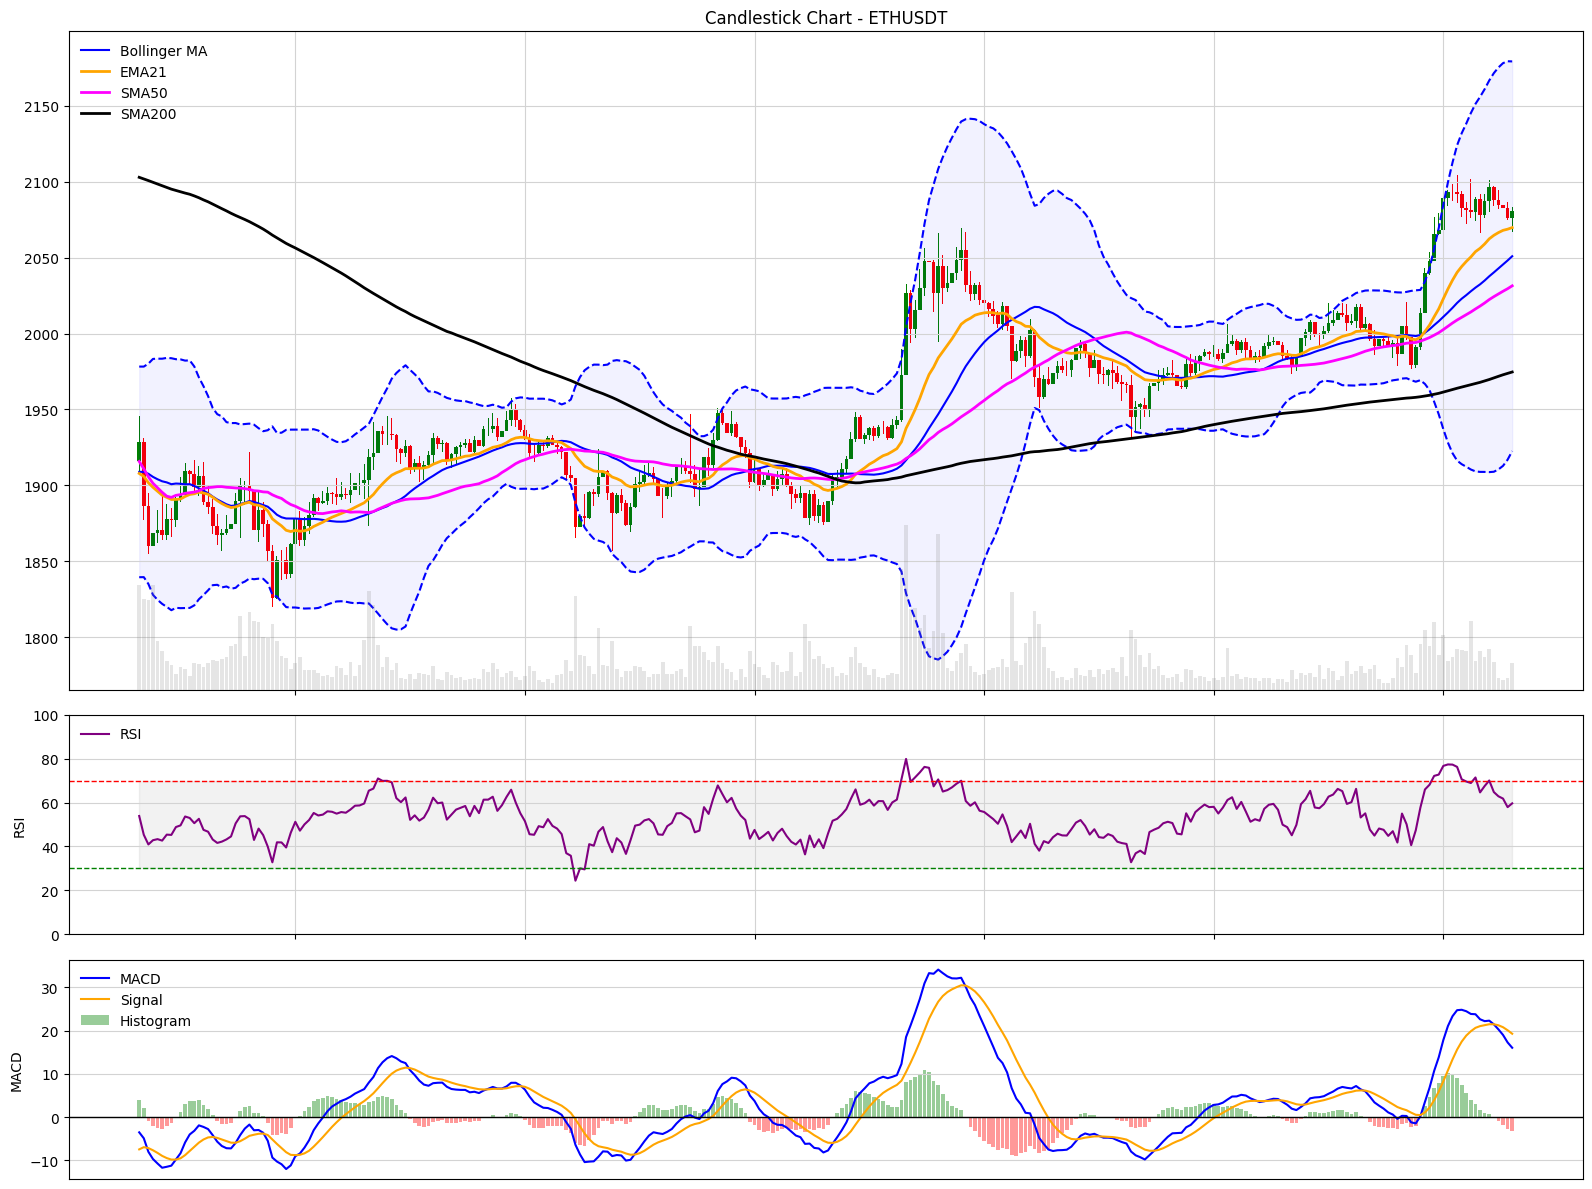 Candlestick Chart - ETHUSDT
Bollinger MA
EMA21
SMA50
SMA200
2150
2100
2050
2000
1950
1900
1850
1800
RSI
100
80
60
40
20
0
RSI
MACD
Signal
Histogram
30
20
10
0
−10
MACD